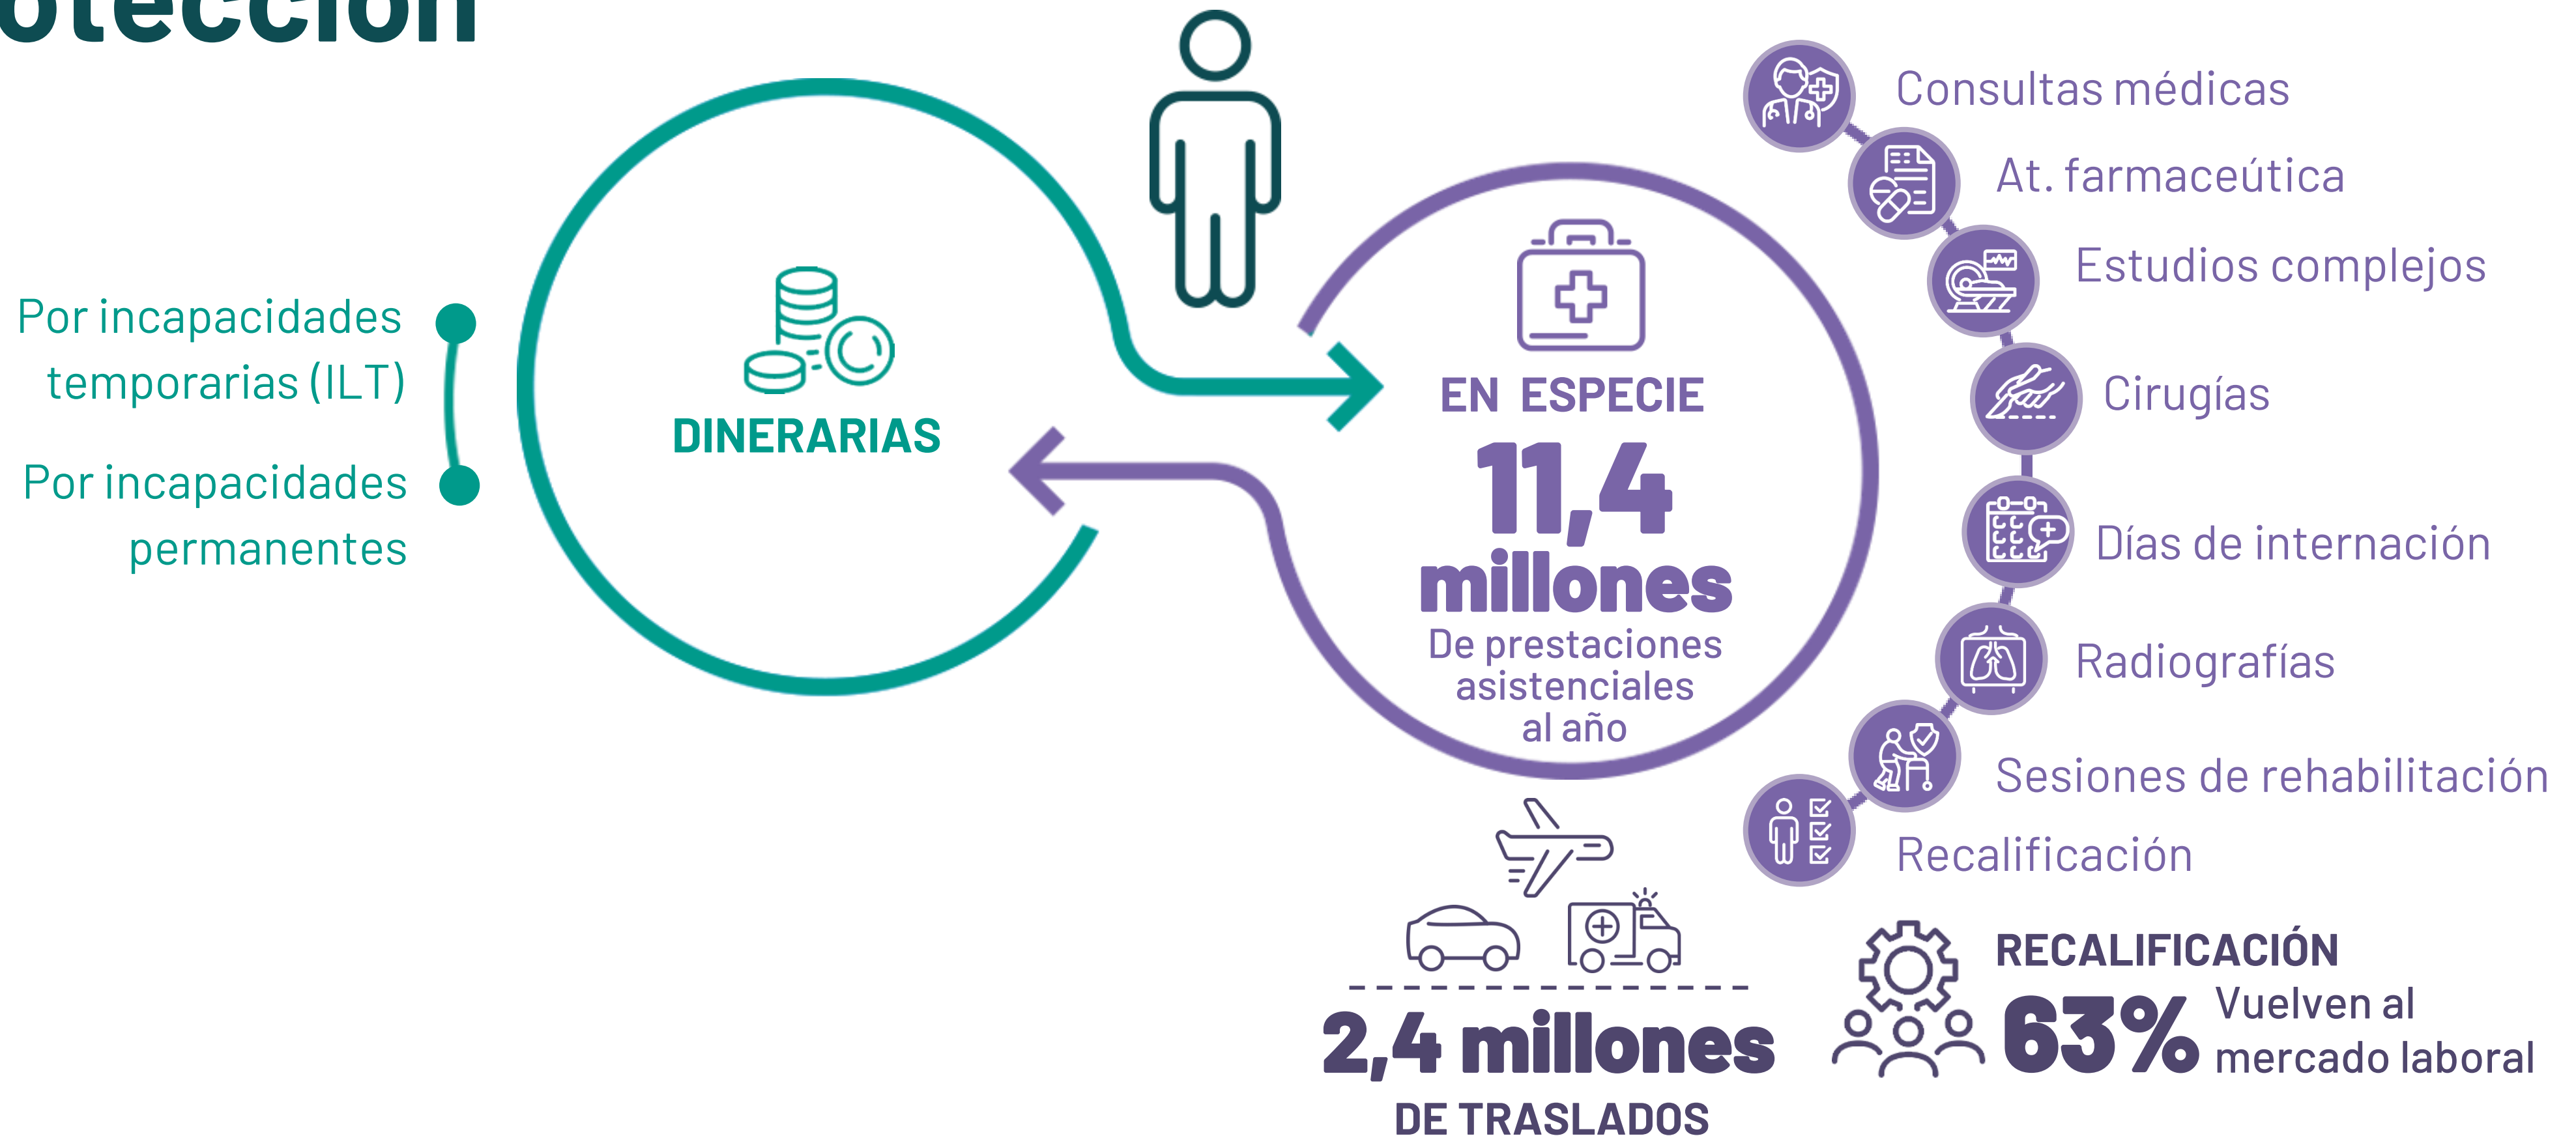 otección
Por incapacidades
temporarias (ILT)
Por incapacidades
permanentes
DINERARIAS
EN ESPECIE
11,4
millones
De prestaciones
asistenciales
al año
Consultas médicas
At. farmaceútica
Estudios complejos
Cirugías
Días de internación
Radiografías
Sesiones de rehabilitación
Recalificación
2,4 millones
DE TRASLADOS
RECALIFICACIÓN
63% Vuelven al
mercado laboral